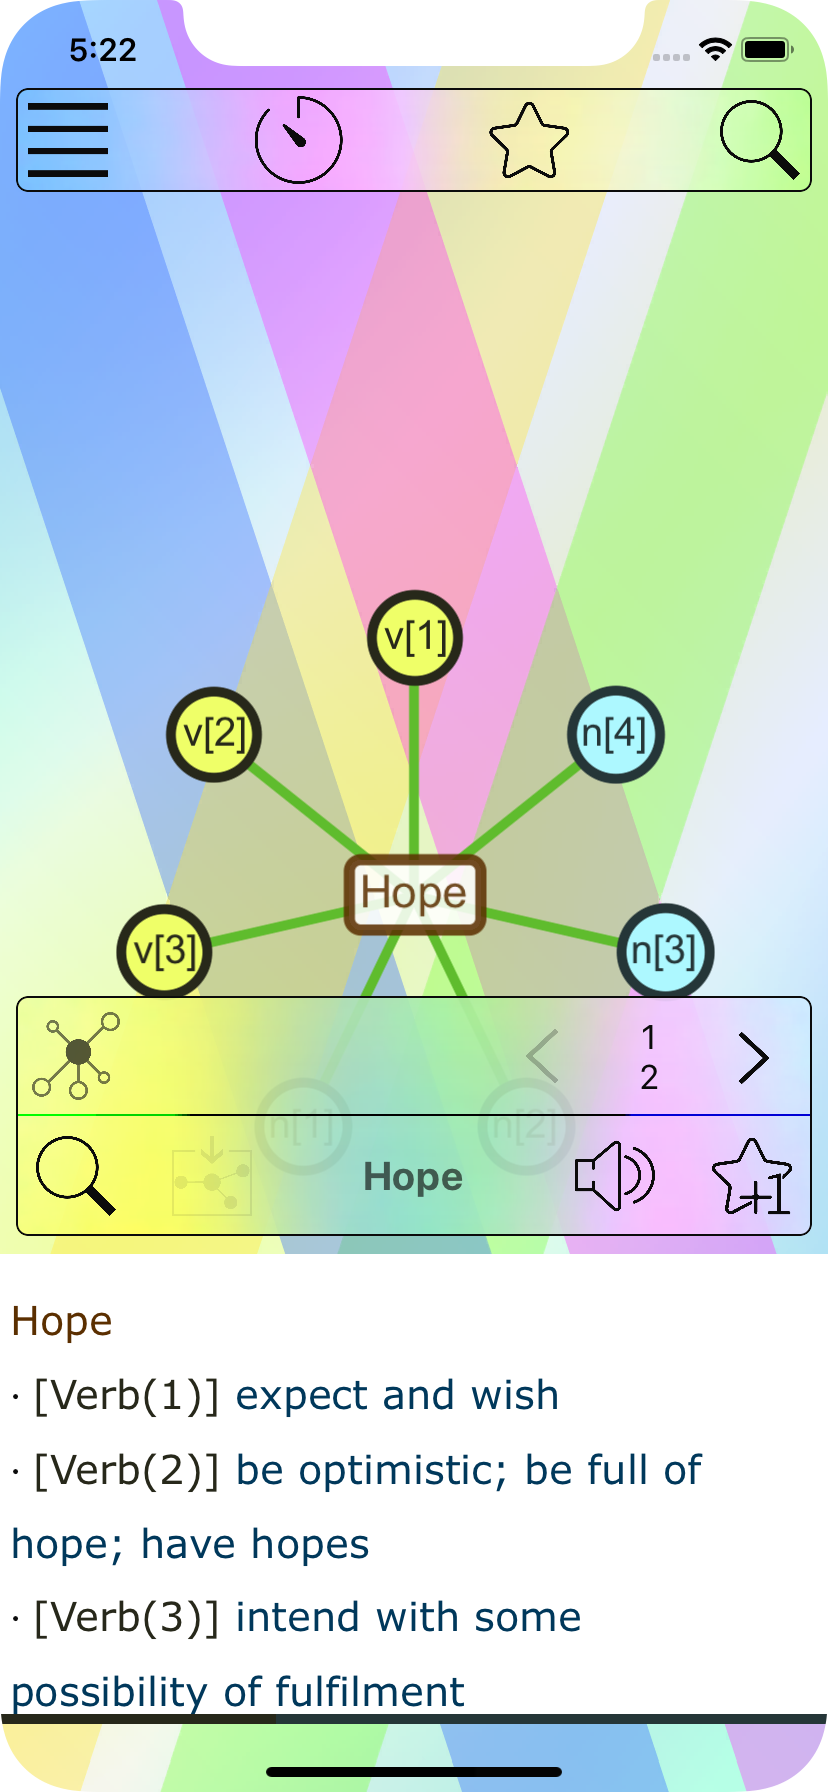 5:22
v[1]
v[2]
n[4]
Hope
v[3]
n[3]
1
2
n[1]
n[2]
Hope
+1
Hope
· [Verb(1)] expect and wish
· [Verb(2)] be optimistic; be full of
hope; have hopes
· [Verb(3)] intend with some
possibility of fulfilment